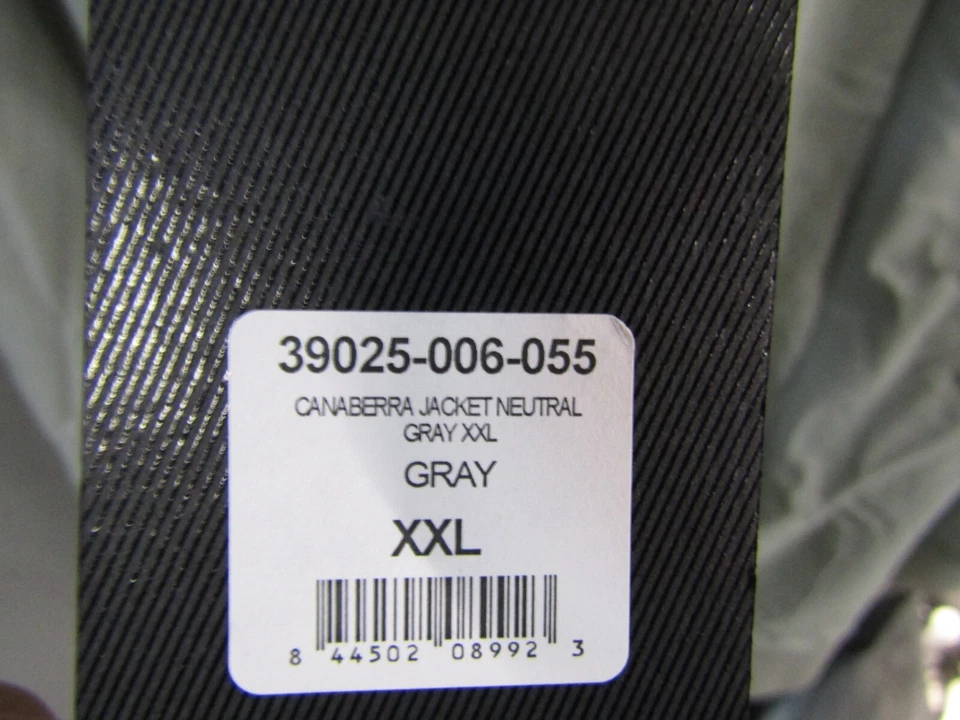 39025-006-055
CANABERRA JACKET NEUTRAL
GRAY XXL
GRAY
XXL
8 44502 08992 3